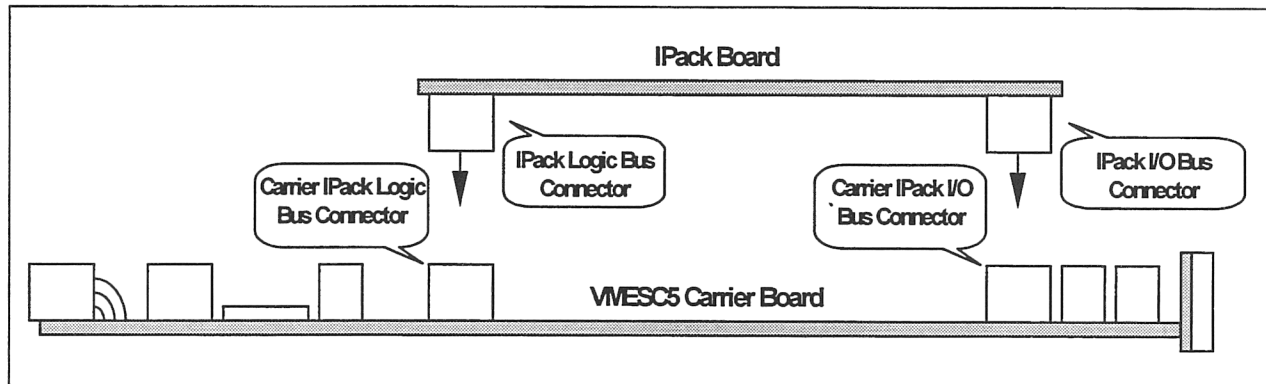 IPack Board
IPack Logic Bus
Connector
IPack I/O Bus
Connector
Carrier IPack Logic
Bus Connector
Carrier IPack I/O
Bus Connector
VMESC5 Carrier Board